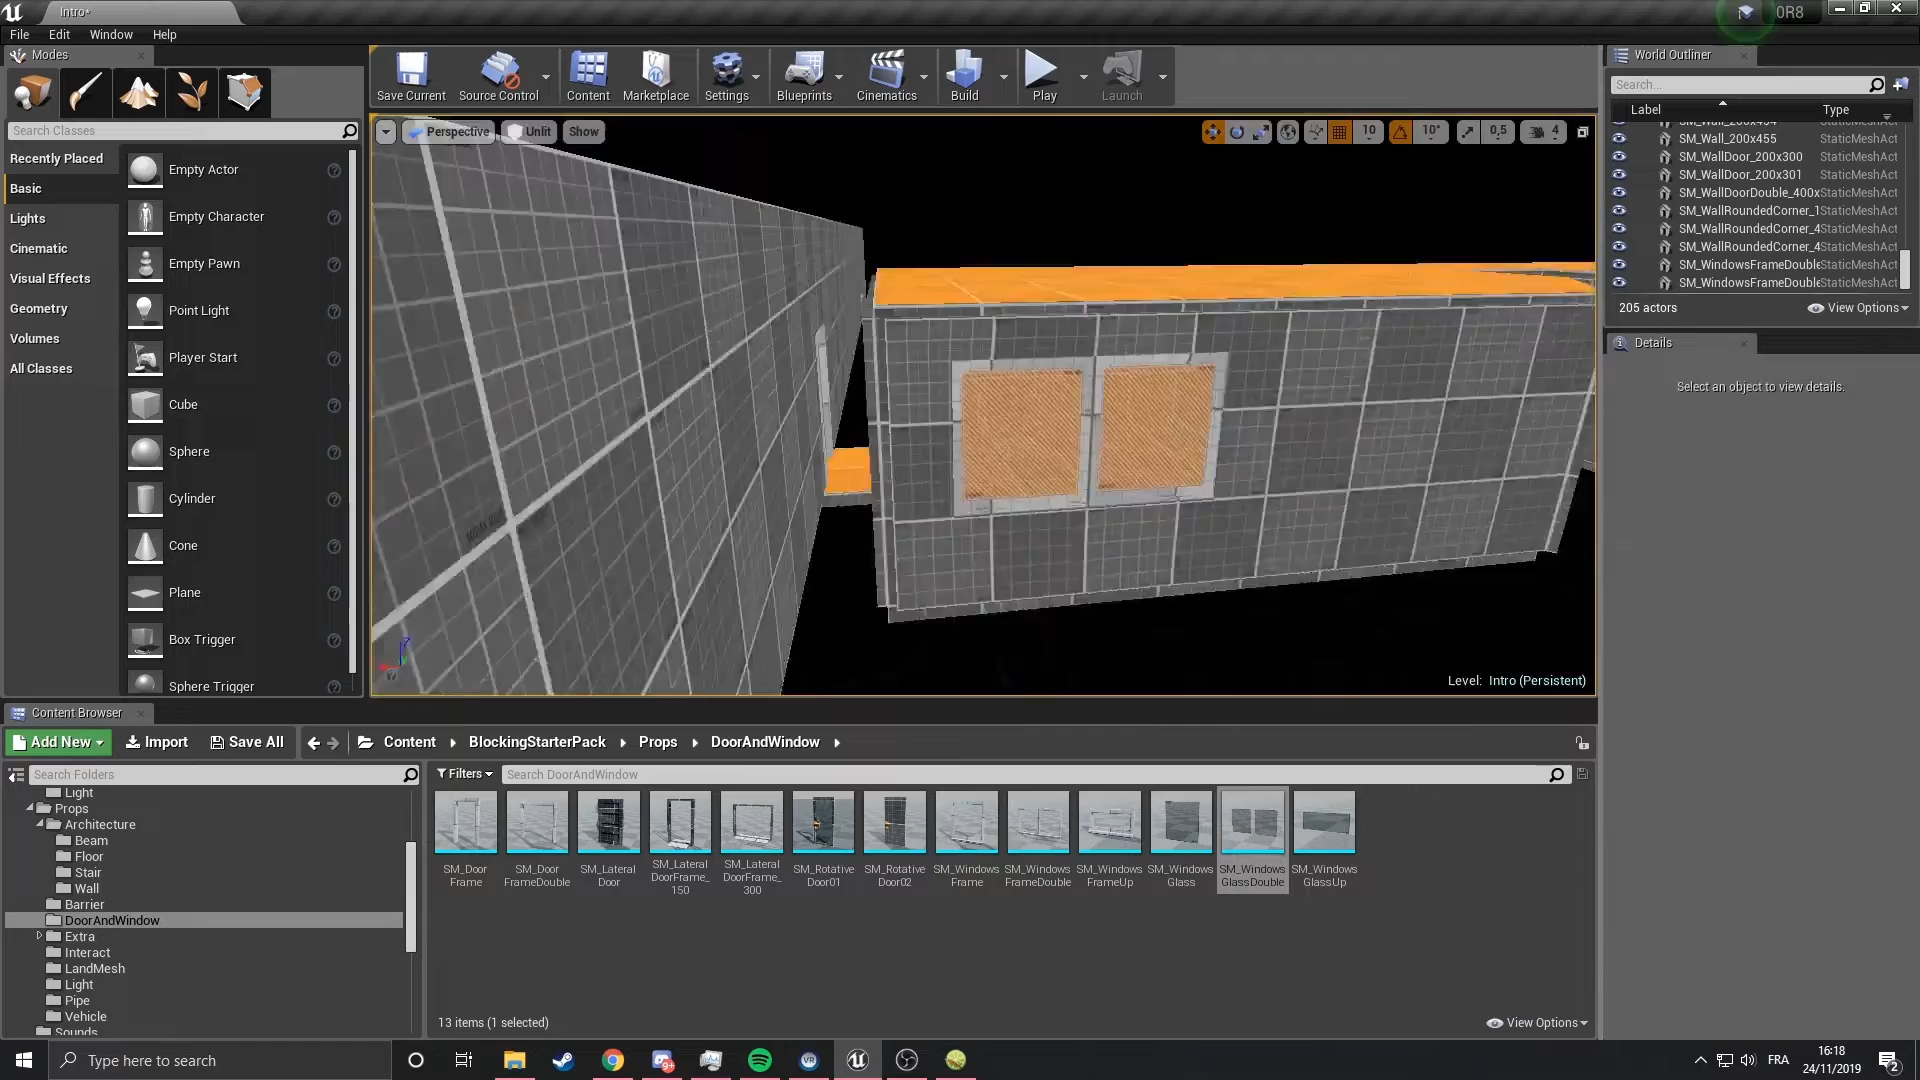 Intro*
0R8
File Edit Window Help
Modes
Search Classes
Recently Placed
Basic
Lights
Cinematic
Visual Effects
Geometry
Volumes
All Classes
Empty Actor
Empty Character
Empty Pawn
Point Light
Player Start
Cube
Sphere
Cylinder
Cone
Plane
Box Trigger
Sphere Trigger
Save Current
Source Control
Content
Marketplace
Settings
Blueprints
Cinematics
Build
Play
Launch
Perspective
Unlit
Show
10
10°
0,5
4
Level: Intro (Persistent)
World Outliner
Search...
Label Type
SM_Wall_200x454
SM_Wall_200x455 StaticMeshAct
SM_WallDoor_200x300 StaticMeshAct
SM_WallDoor_200x301 StaticMeshAct
SM_WallDoorDouble_400x StaticMeshAct
SM_WallRoundedCorner_1 StaticMeshAct
SM_WallRoundedCorner_4 StaticMeshAct
SM_WallRoundedCorner_4 StaticMeshAct
SM_WindowsFrameDouble StaticMeshAct
SM_WindowsFrameDouble StaticMeshAct
205 actors
View Options
Details
Select an object to view details.
Content Browser
Add New
Import
Save All
Content
BlockingStarterPack
Props
DoorAndWindow
Search Folders
Filters
Search DoorAndWindow
Light
Props
Architecture
Beam
Floor
Stair
Wall
Barrier
DoorAndWindow
Extra
Interact
LandMesh
Light
Pipe
Vehicle
Sounds
SM_Door
Frame
SM_Door
FrameDouble
SM_Lateral
Door
SM_Lateral
DoorFrame_
150
SM_Lateral
DoorFrame_
300
SM_Rotative
Door01
SM_Rotative
Door02
SM_Windows
Frame
SM_Windows
FrameDouble
SM_Windows
FrameUp
SM_Windows
Glass
SM_Windows
GlassDouble
SM_Windows
GlassUp
13 items (1 selected)
View Options
Type here to search
9+
VR
FRA
16:18
24/11/2019
2